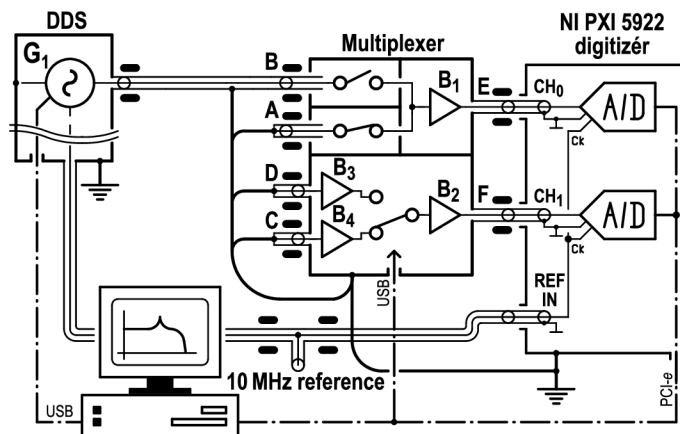 DDS
Multiplexer
NI PXI 5922
digitizér
G1
B
B1
E
CH0
A/D
A
Ck
D
B3
B2
F
CH1
A/D
C
B4
Ck
USB
REF
IN
10 MHz reference
USB
PCI-e